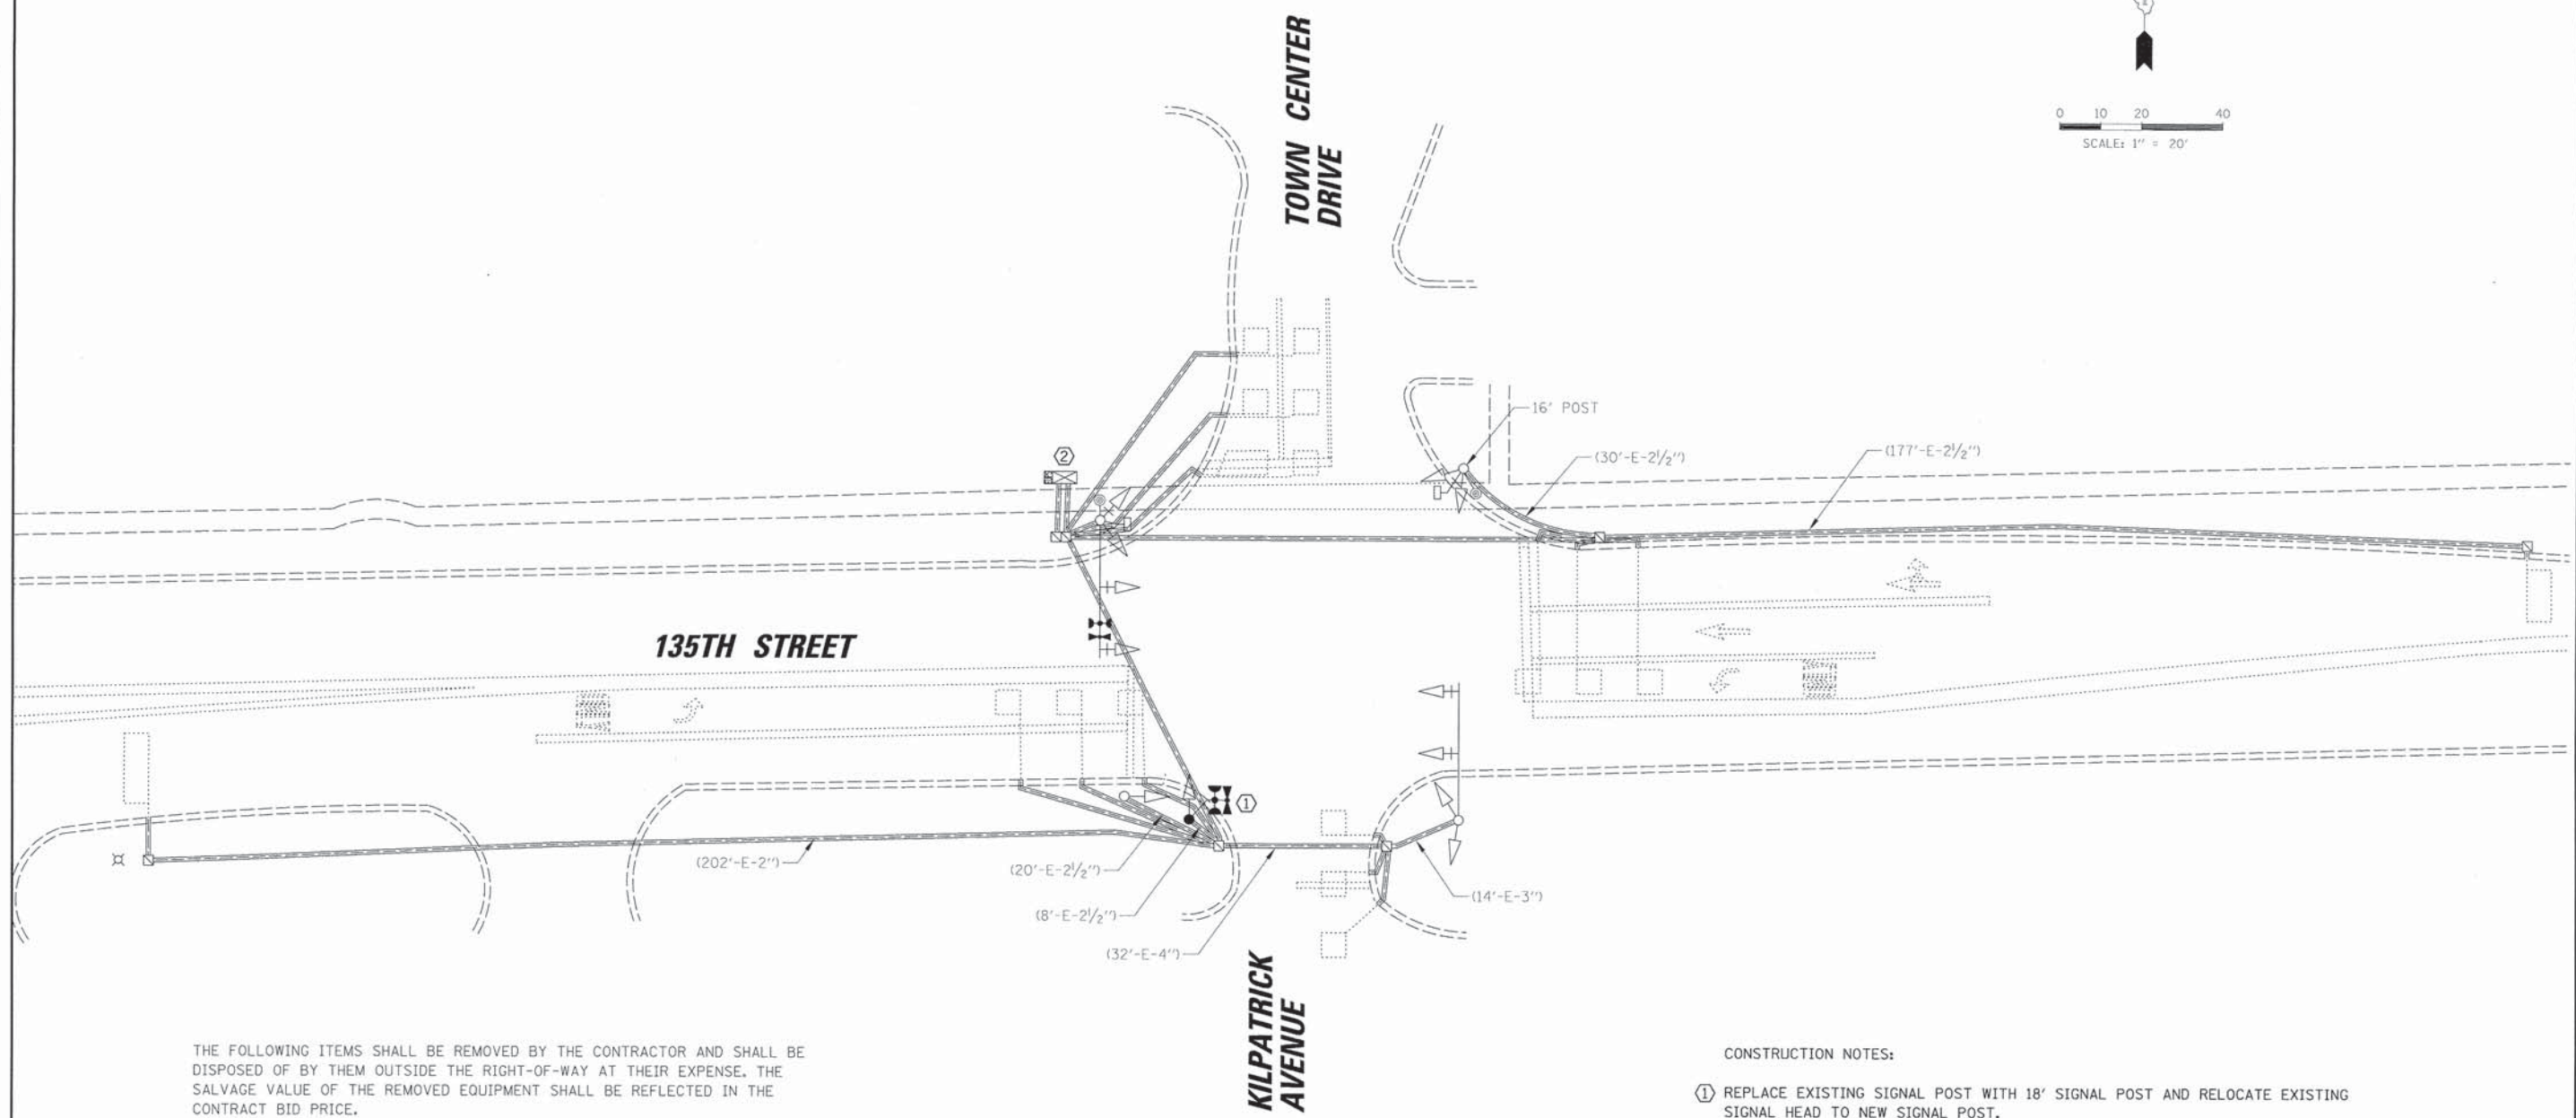 TOWN CENTER
DRIVE
0 10 20 40
SCALE: 1" = 20'
16' POST
(30'-E-2½")
(177'-E-2½")
2
135TH STREET
1
(202'-E-2")
(20'-E-2½")
(8'-E-2½")
(32'-E-4")
(14'-E-3")
KILPATRICK
AVENUE
THE FOLLOWING ITEMS SHALL BE REMOVED BY THE CONTRACTOR AND SHALL BE
DISPOSED OF BY THEM OUTSIDE THE RIGHT-OF-WAY AT THEIR EXPENSE. THE
SALVAGE VALUE OF THE REMOVED EQUIPMENT SHALL BE REFLECTED IN THE
CONTRACT BID PRICE.
CONSTRUCTION NOTES:
1 REPLACE EXISTING SIGNAL POST WITH 18' SIGNAL POST AND RELOCATE EXISTING
SIGNAL HEAD TO NEW SIGNAL POST.